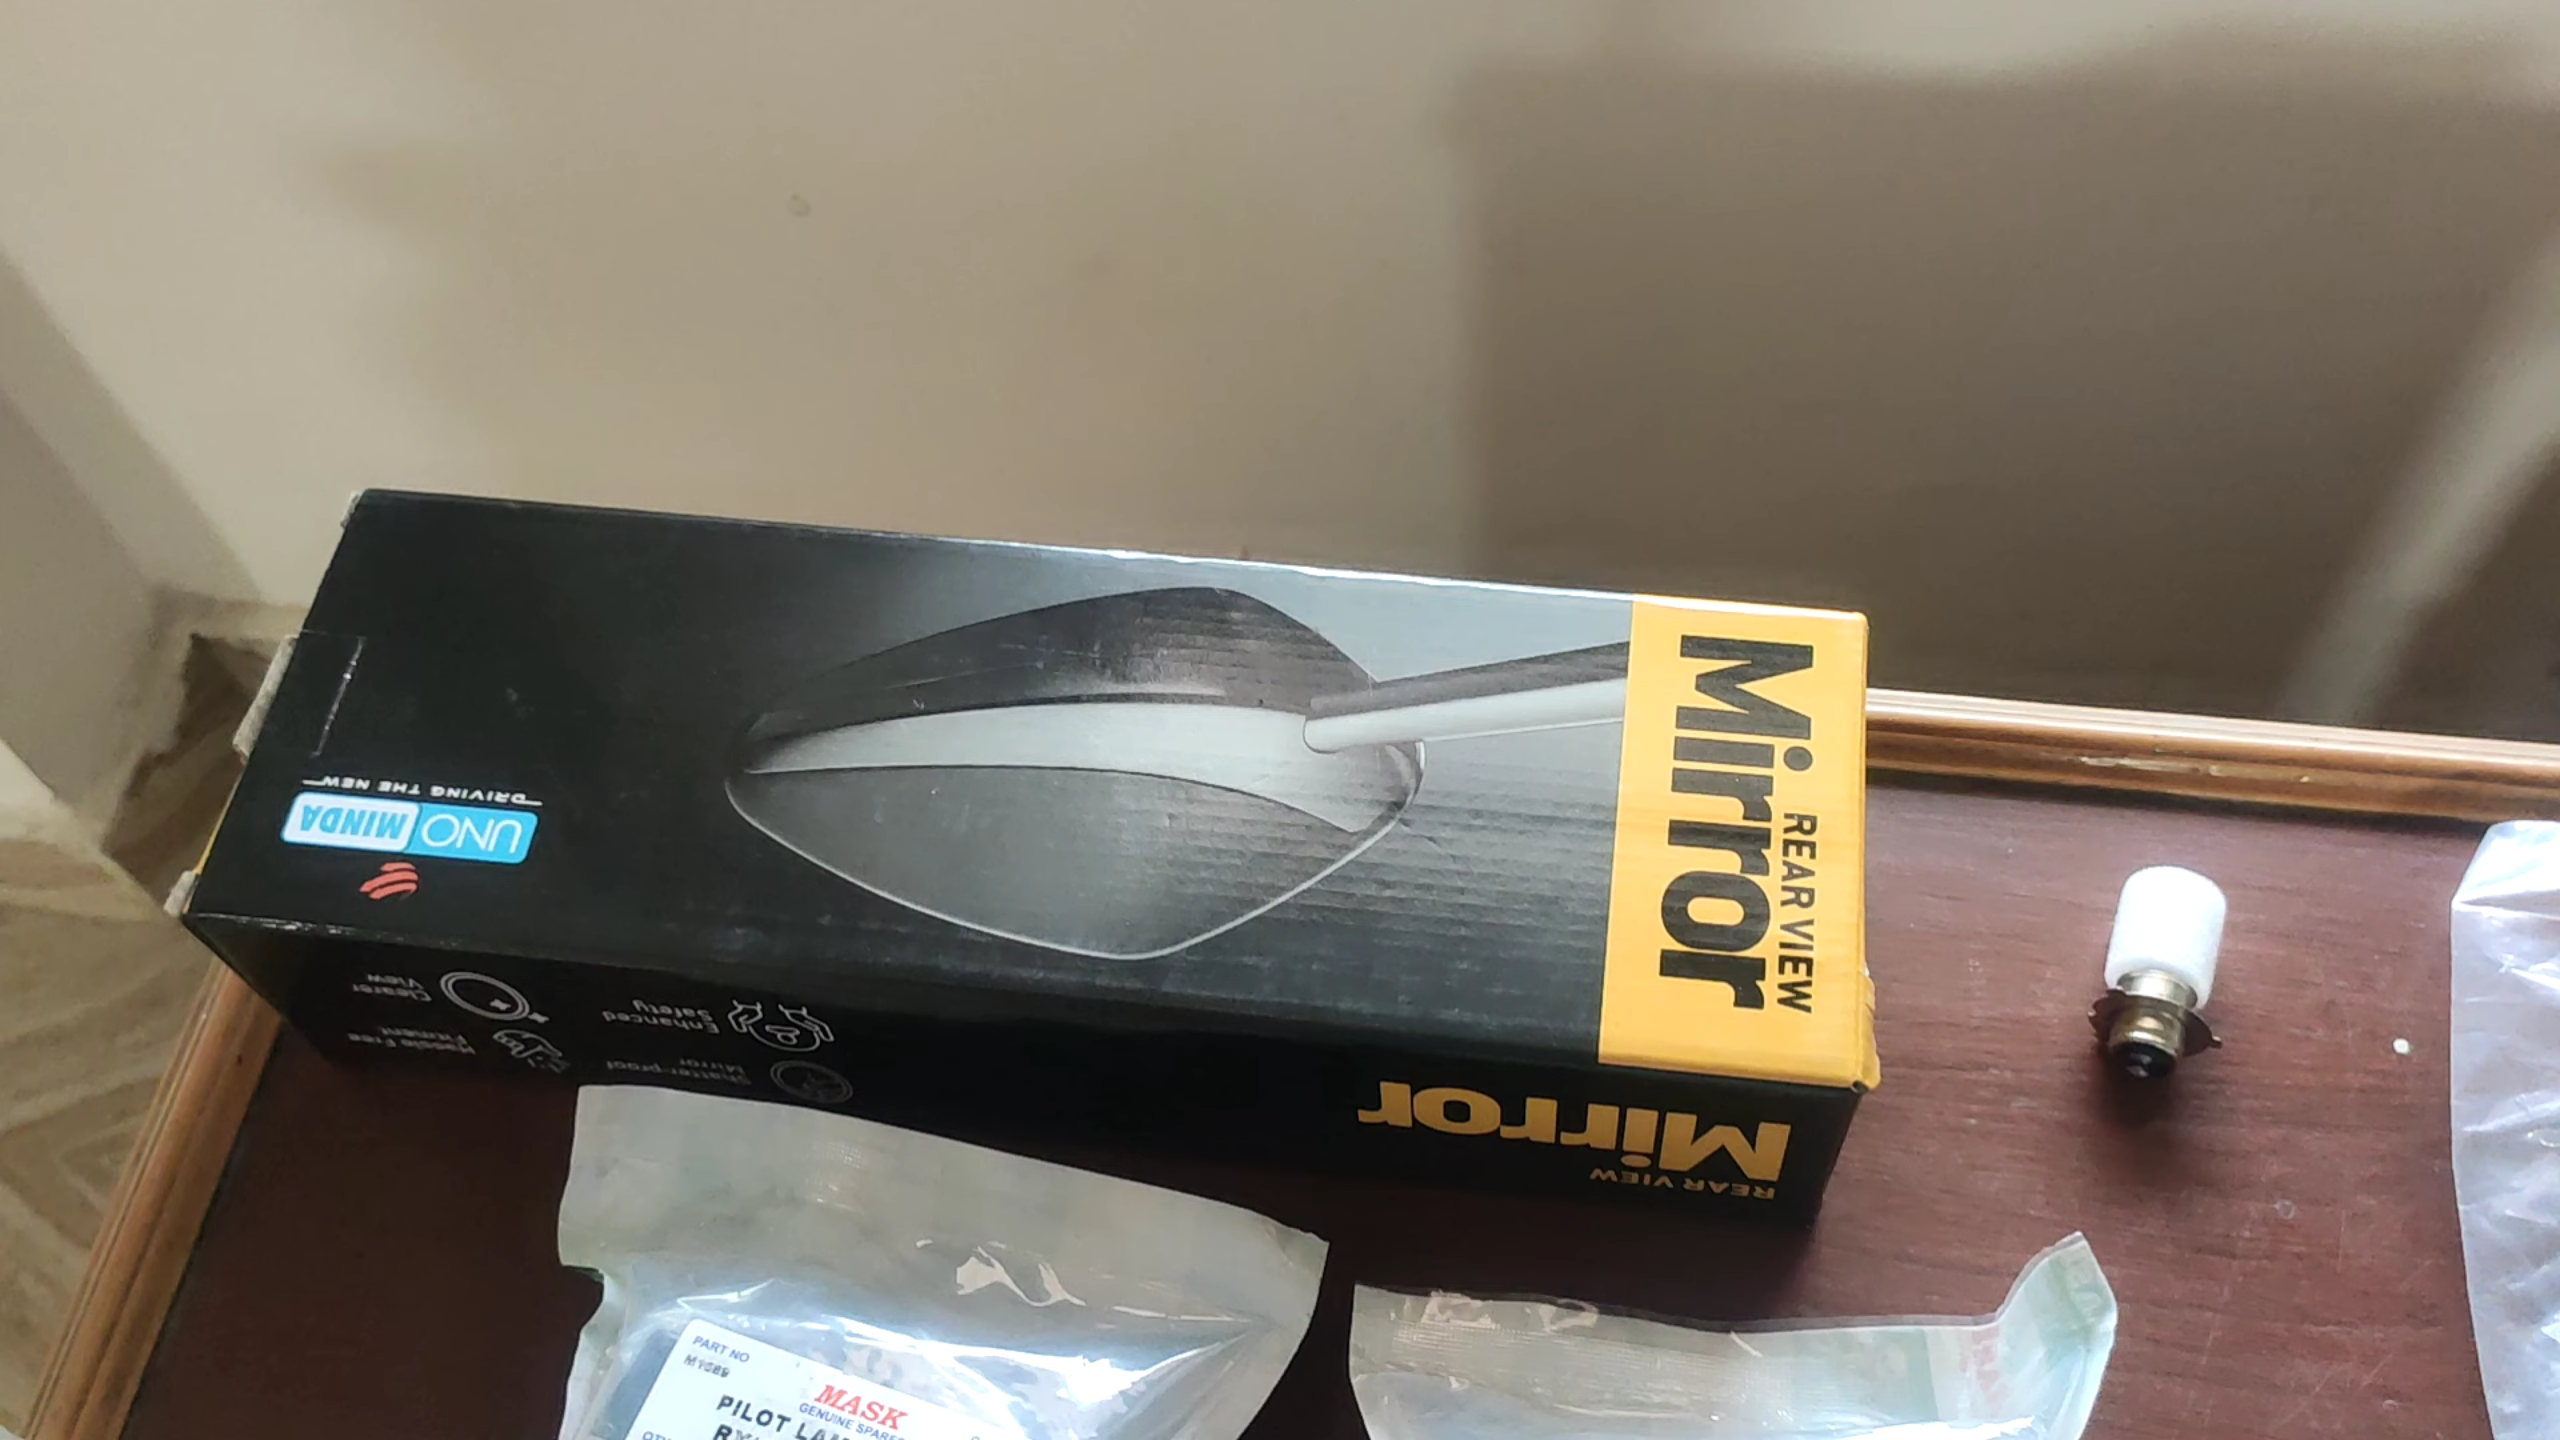 Mirror
REAR VIEW
UNO MINDA
DRIVING THE NEW
Clearer
View
Hassle Free
Fitment
Enhanced
Safety
Shatter-proof
Mirror
REAR VIEW
Mirror
PART NO
MASK
GENUINE SPARES
PILOT